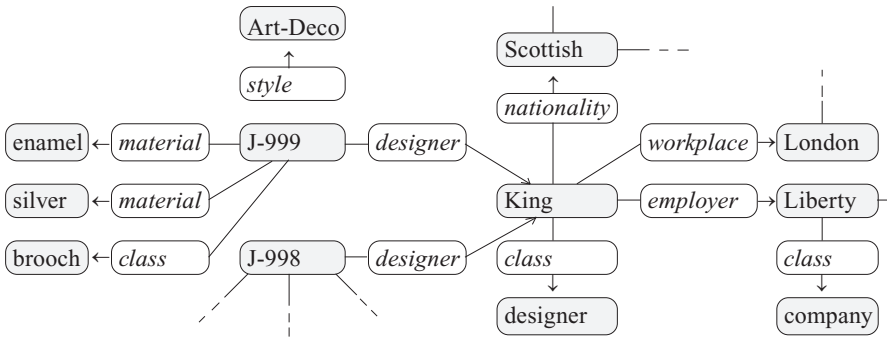 Art-Deco
style
Scottish
nationality
enamel
material
J-999
designer
workplace
London
silver
material
King
employer
Liberty
brooch
class
J-998
designer
class
class
designer
company